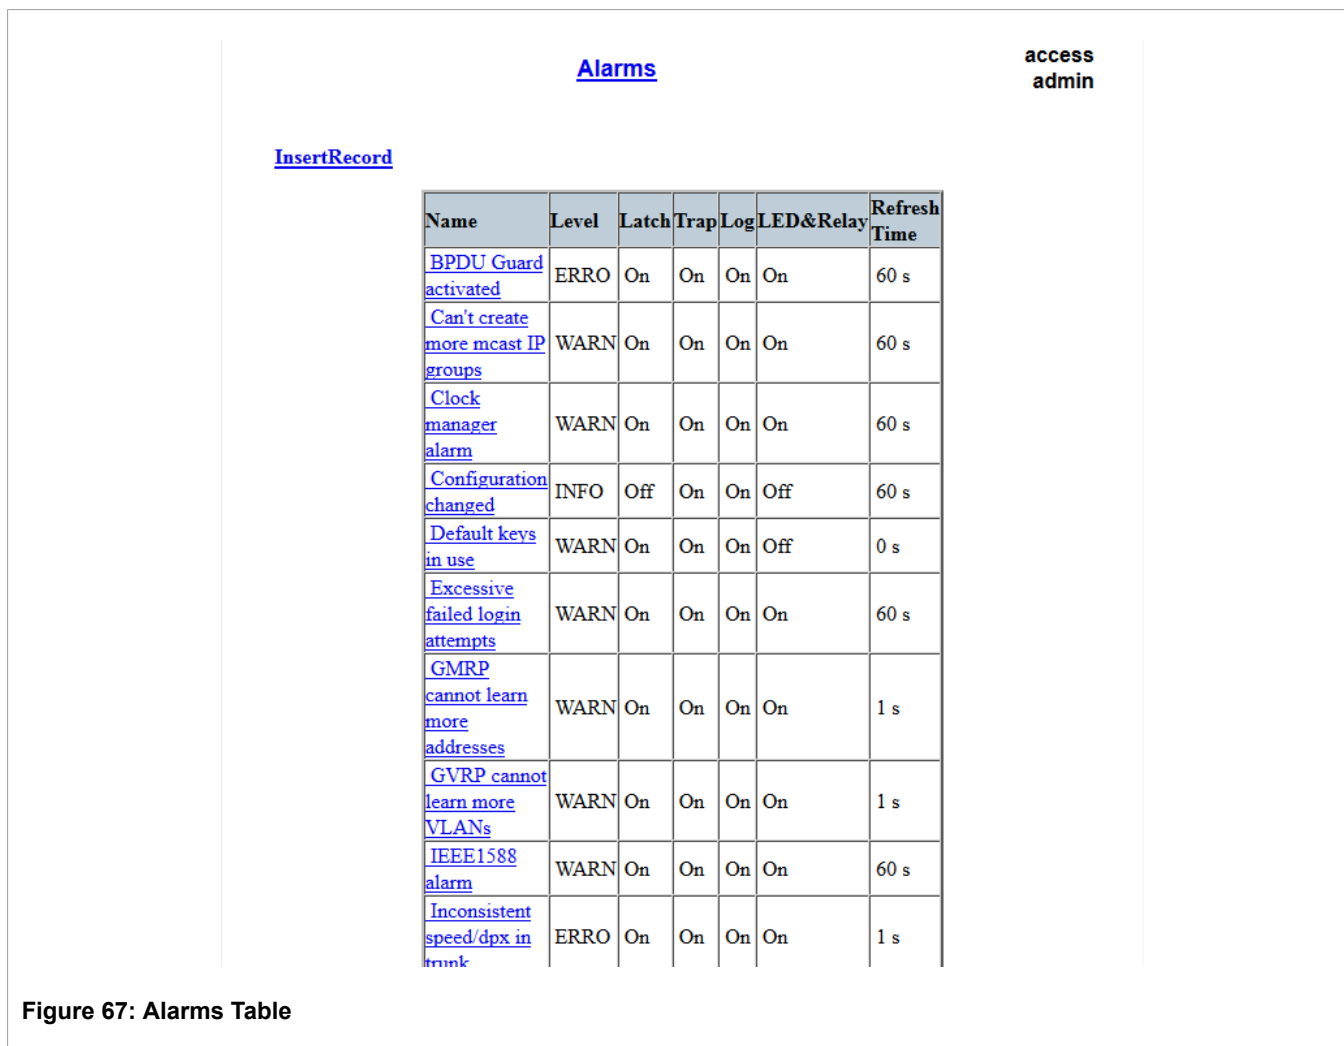 Alarms
access
admin
InsertRecord
Name Level Latch Trap Log LED&Relay Refresh
Time
BPDU Guard
activated ERRO On On On On 60 s
Can't create
more mcast IP WARN On On On On 60 s
groups
Clock
manager WARN On On On On 60 s
alarm
Configuration
changed INFO Off On On Off 60 s
Default keys
in use WARN On On On Off 0 s
Excessive
failed login WARN On On On On 60 s
attempts
GMRP
cannot learn
more WARN On On On On 1 s
addresses
GVRP cannot
learn more WARN On On On On 1 s
VLANs
IEEE1588
alarm WARN On On On On 60 s
Inconsistent
speed/dpx in ERRO On On On On 1 s
trunk
Figure 67: Alarms Table